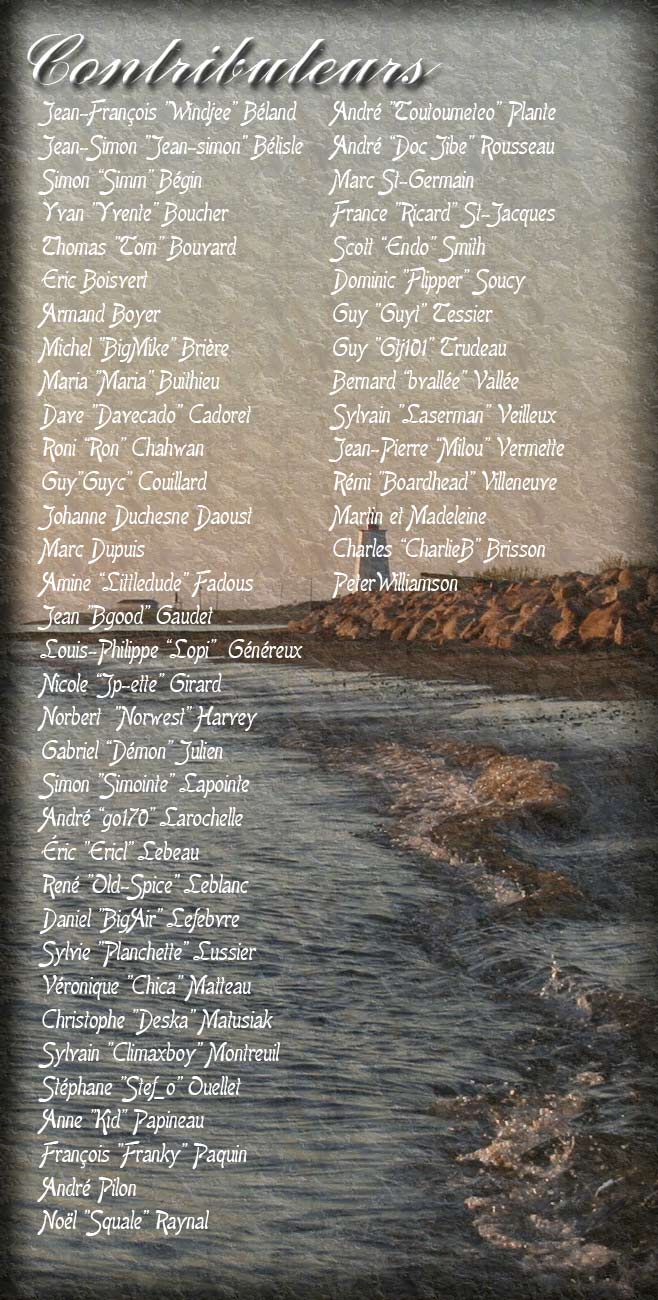 Contributeurs
Jean-François "Windjee" Béland
Jean-Simon "Jean-simon" Bélisle
Simon "Simm" Bégin
Yvan "Yvente" Boucher
Thomas "Tom" Bouvard
Eric Boisvert
Armand Boyer
Michel "BigMike" Brière
Maria "Maria" Buithieu
Dave "Davecado" Cadoret
Roni "Ron" Chahwan
Guy"Guyc" Couillard
Johanne Duchesne Daoust
Marc Dupuis
Amine "Littledude" Fadous
Jean "Bgood" Gaudet
Louis-Philippe "Lopi" Généreux
Nicole "Jp-ette" Girard
Norbert "Norwest" Harvey
Gabriel "Démon" Julien
Simon "Simointe" Lapointe
André "go170" Larochelle
Éric "Ericl" Lebeau
René "Old-Spice" Leblanc
Daniel "BigAir" Lefebvre
Sylvie "Planchette" Lussier
Véronique "Chica" Matteau
Christophe "Deska" Matusiak
Sylvain "Climaxboy" Montreuil
Stéphane "Stef_o" Ouellet
Anne "Kid" Papineau
François "Franky" Paquin
André Pilon
Noël "Squale" Raynal
André "Toutoumeteo" Plante
André "Doc Jibe" Rousseau
Marc St-Germain
France "Ricard" St-Jacques
Scott "Endo" Smith
Dominic "Flipper" Soucy
Guy "Guyt" Tessier
Guy "Gtj101" Trudeau
Bernard "bvallée" Vallée
Sylvain "Laserman" Veilleux
Jean-Pierre "Milou" Vermette
Rémi "Boardhead" Villeneuve
Martin et Madeleine
Charles "CharlieB" Brisson
PeterWilliamson